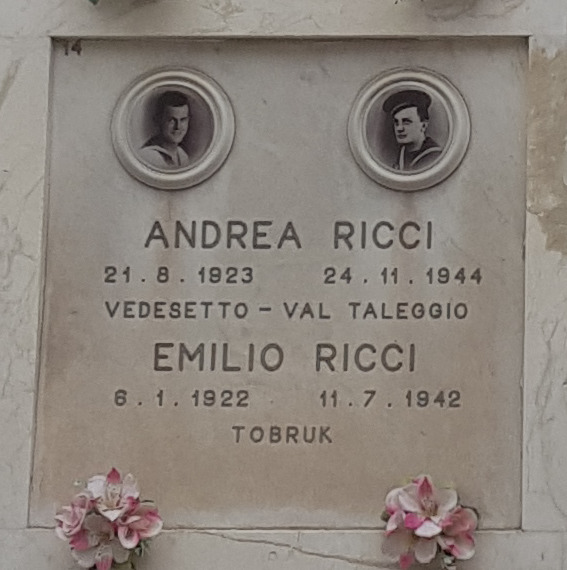 14
ANDREA RICCI
21.8.1923 24.11.1944
VEDESETTO - VAL TALEGGIO
EMILIO RICCI
6.1.1922 11.7.1942
TOBRUK